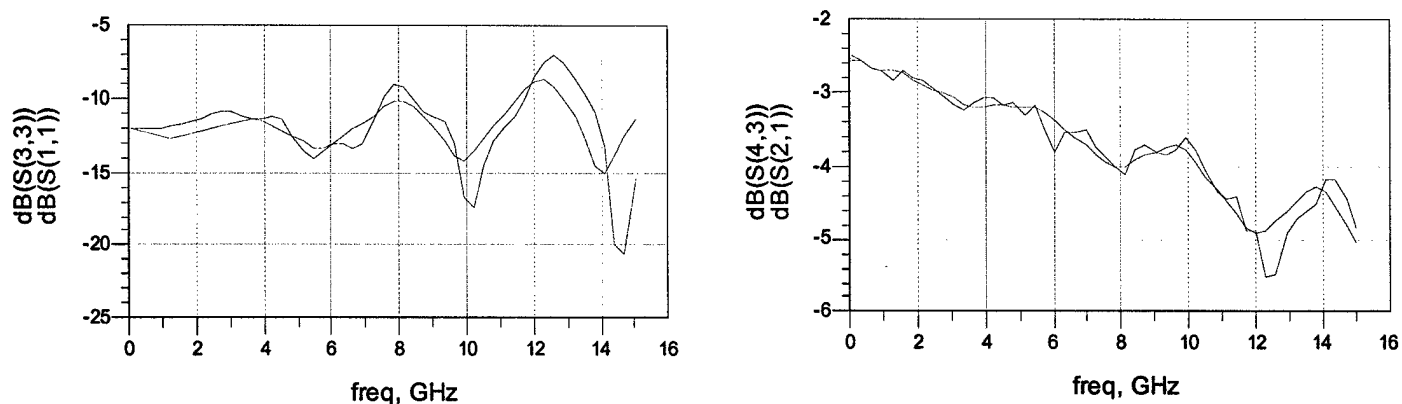 -5
-10
-15
-20
-25
dB(S(3,3))
dB(S(1,1))
0 2 4 6 8 10 12 14 16
freq, GHz
-2
-3
-4
-5
-6
dB(S(4,3))
dB(S(2,1))
0 2 4 6 8 10 12 14 16
freq, GHz